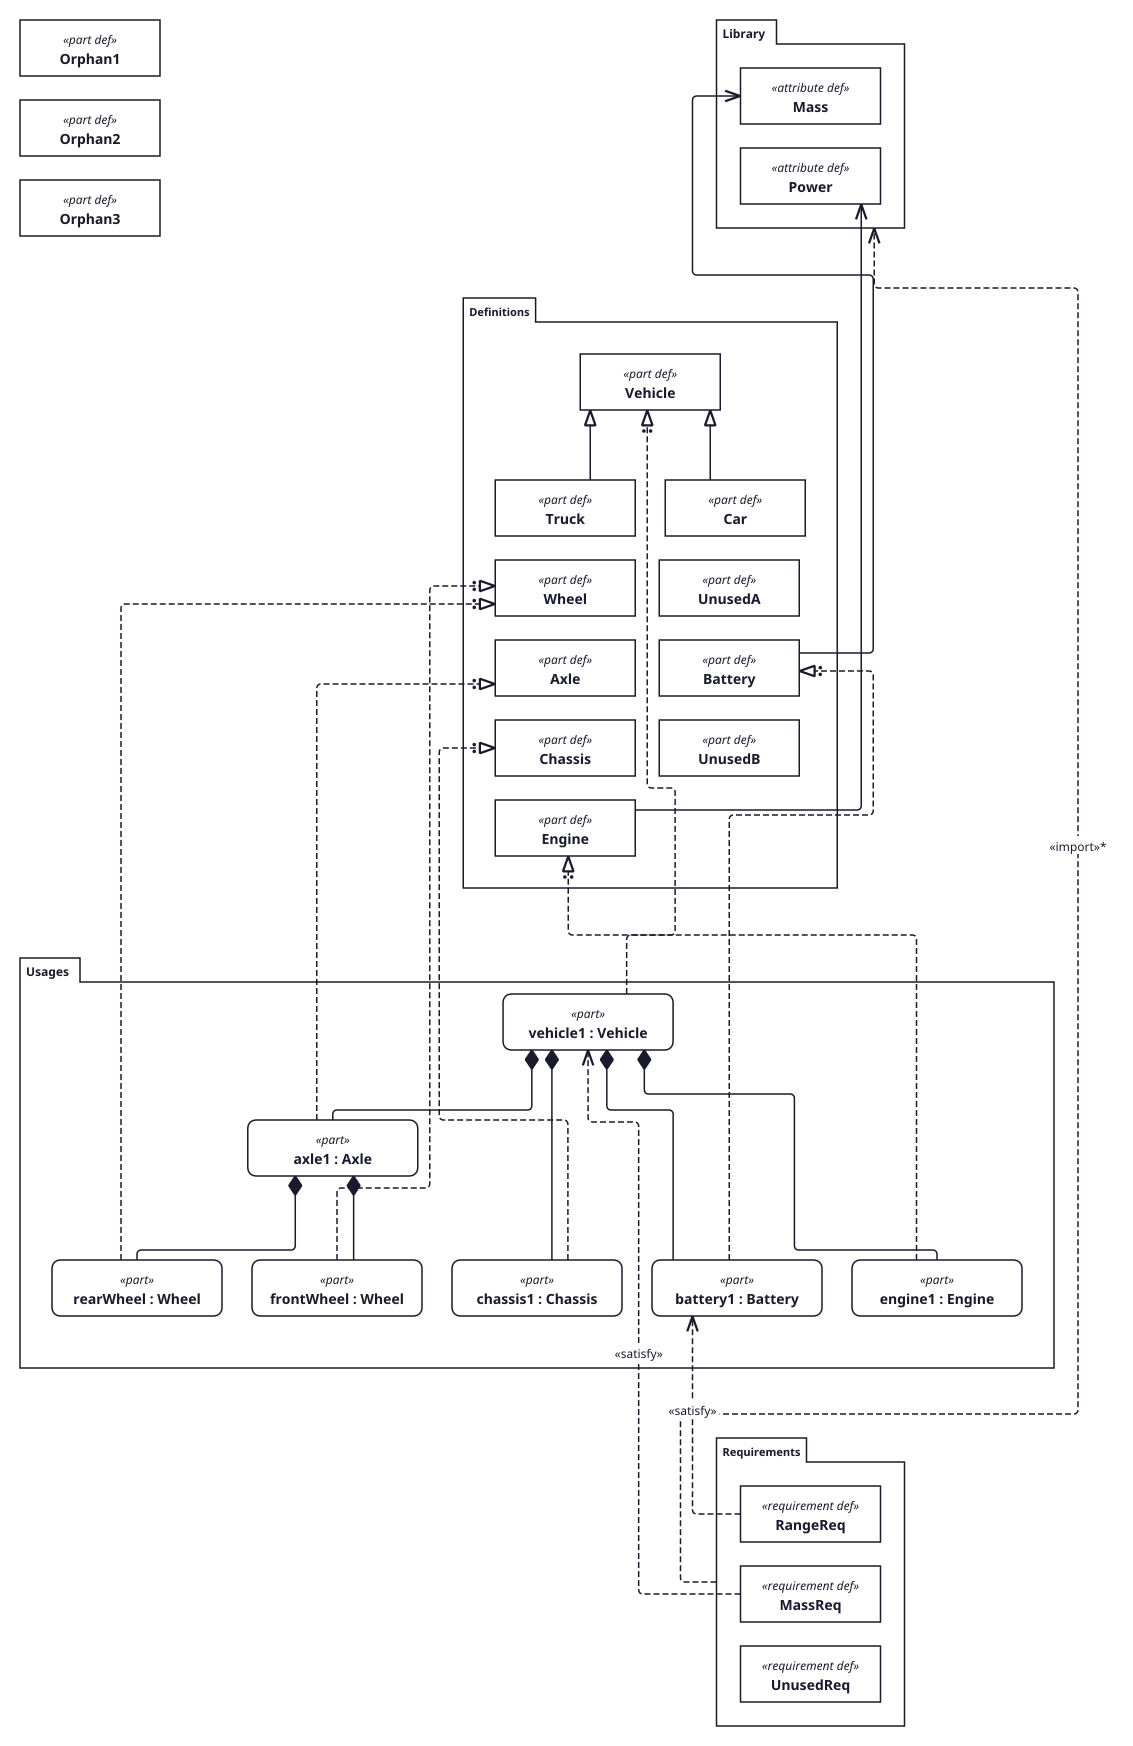 «part def»
Orphan1
«part def»
Orphan2
«part def»
Orphan3
Library
«attribute def»
Mass
«attribute def»
Power
Definitions
«part def»
Vehicle
«part def»
Truck
«part def»
Car
«part def»
Wheel
«part def»
UnusedA
«part def»
Axle
«part def»
Battery
«part def»
Chassis
«part def»
UnusedB
«part def»
Engine
«import»*
Usages
«part»
vehicle1 : Vehicle
«part»
axle1 : Axle
«part»
rearWheel : Wheel
«part»
frontWheel : Wheel
«part»
chassis1 : Chassis
«part»
battery1 : Battery
«part»
engine1 : Engine
«satisfy»
«satisfy»
Requirements
«requirement def»
RangeReq
«requirement def»
MassReq
«requirement def»
UnusedReq